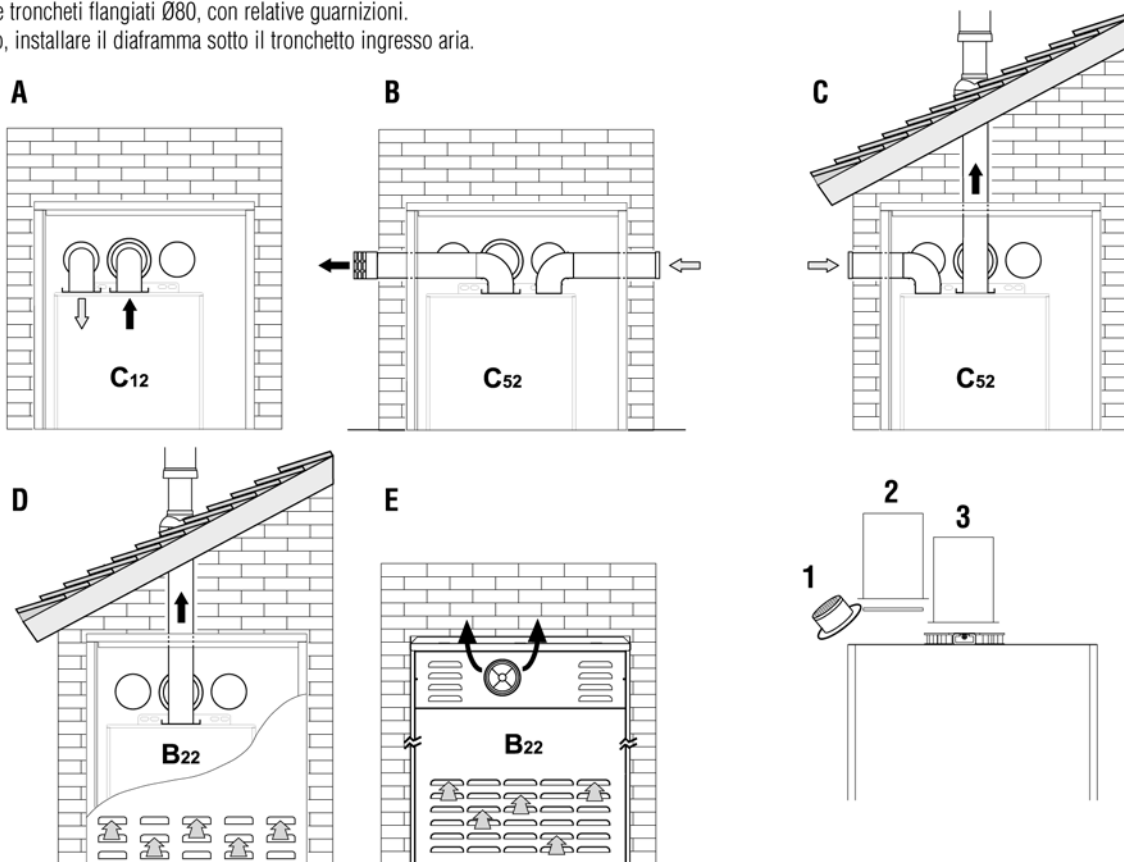 e troncheti flangiati Ø80, con relative guarnizioni.
o, installare il diaframma sotto il tronchetto ingresso aria.
A
B
C
C12
C52
C52
D
E
2
3
1
B22
B22